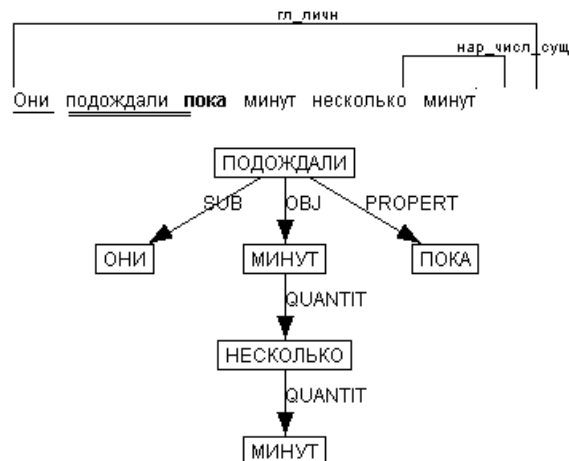 гл_личн
нар_числ_сущ
Они подождали пока минут несколько минут
ПОДОЖДАЛИ
SUB OBJ PROPERT
ОНИ МИНУТ ПОКА
QUANTIT
НЕСКОЛЬКО
QUANTIT
МИНУТ